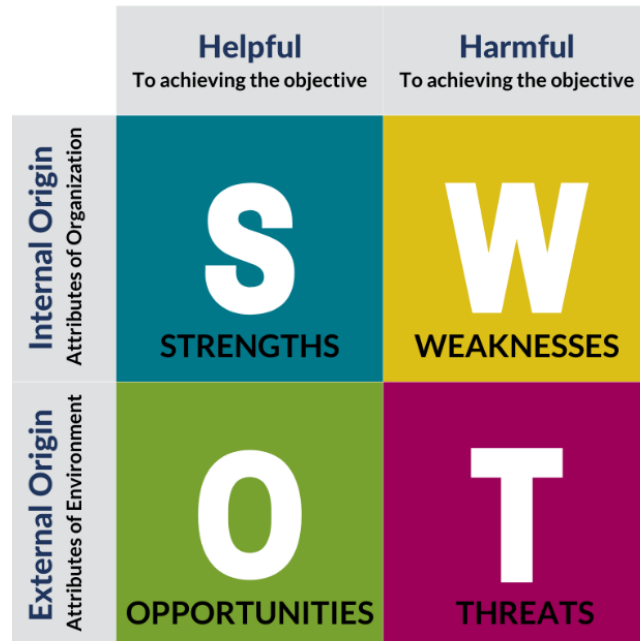 Helpful
To achieving the objective
Harmful
To achieving the objective
Internal Origin
Attributes of Organization
S
STRENGTHS
W
WEAKNESSES
External Origin
Attributes of Environment
O
OPPORTUNITIES
T
THREATS